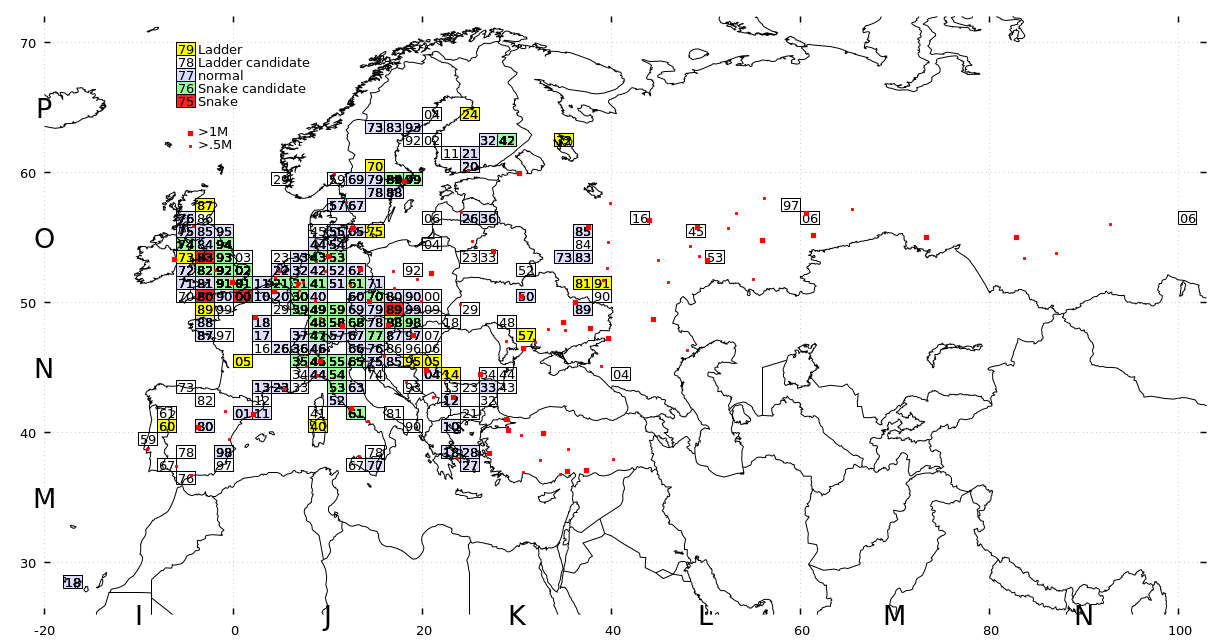 70
79 Ladder
78 Ladder candidate
77 normal
76 Snake candidate
75 Snake
>1M
>.5M
P
04 24
73 83 93
92 02 32 42
11 21
60
70 20
29 59 69 79 99
78 88
87 57 67 97
76 86 06 26 36 16 06 06
O
75 85 95 45 55 65 75 85 45
84 94 44 54 04 84
73 93 03 23 33 43 53 23 33 73 83 53
72 82 92 02 22 32 42 52 62 92 52
71 81 91 01 11 21 31 41 51 61 71 81 91
70 80 90 00 10 20 30 40 60 70 80 90 00 50 90
50
89 99 29 39 49 59 69 79 89 99 09 29 89
88 18 48 58 68 78 88 98 18 48
87 97 17 37 47 57 67 77 87 97 07 57
16 26 36 46 66 76 86 96 06
N
05 35 45 55 65 75 85 95 05
34 44 54 74 04 14 34 44 04
73 13 23 33 53 63 93 13 23 33 43
82 12 52 12 32
01 11 41 61 81 21
40
60 80 40 90 10
59
78 98 78 18 28
67 97 67 77 27
76
M
30
18
I J K L M N
-20 0 20 40 60 80 100